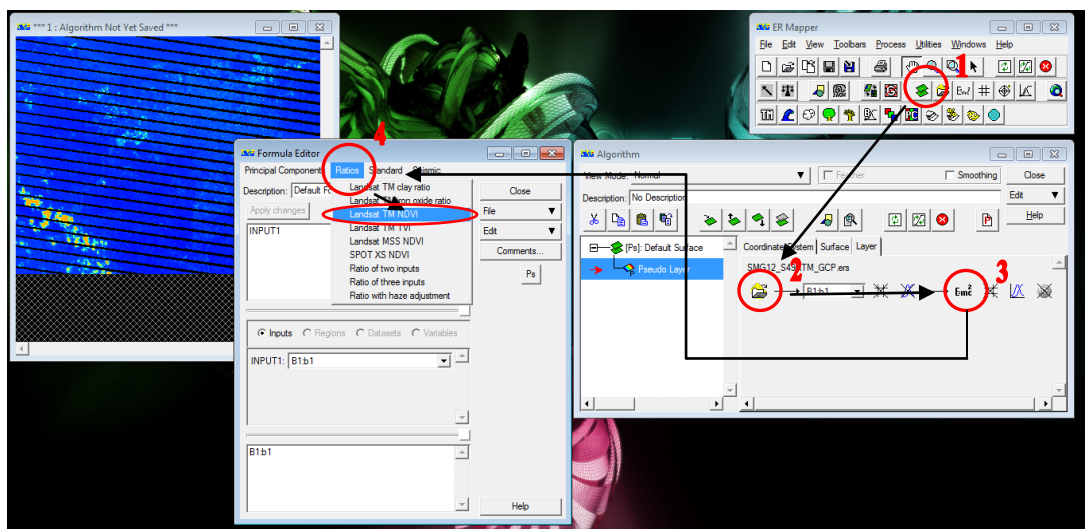 *** 1 : Algorithm Not Yet Saved ***
ER Mapper
File Edit View Toolbars Process Utilities Windows Help
1
Emc²
4
Formula Editor
Ratios Standard Seismic
Description: Default
Apply changes
INPUT1
Landsat TM clay ratio
Landsat TM iron oxide ratio
Landsat TM NDVI
Landsat TM TVI
Landsat MSS NDVI
SPOT XS NDVI
Ratio of two inputs
Ratio of three inputs
Ratio with haze adjustment
Close
File
Edit
Comments...
Ps
Inputs Regions Datasets Variables
INPUT1: B1:b1
B1:b1
Help
Algorithm
View Mode: Normal
Feather
Smoothing
Close
Description: No Description
Edit
Help
[Ps]: Default Surface
Pseudo Layer
Coordinate System Surface Layer
2
3
B1:b1
Emc²